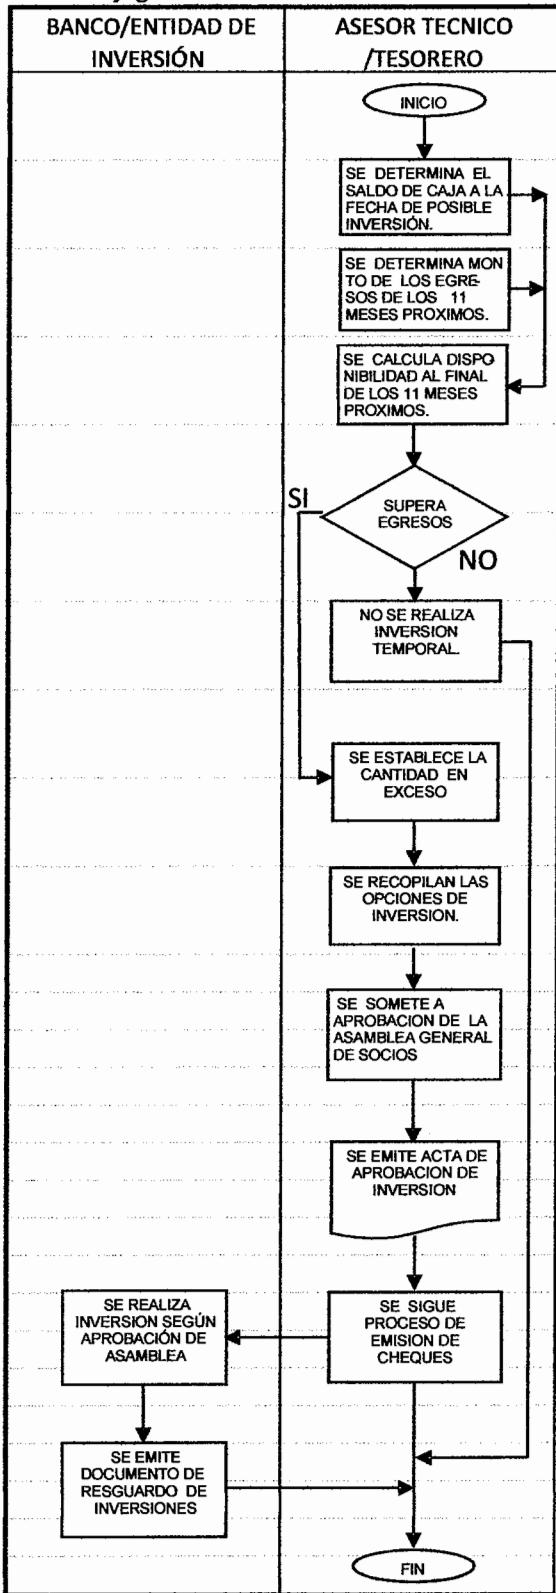 BANCO/ENTIDAD DE
INVERSIÓN
ASESOR TECNICO
/TESORERO
INICIO
SE DETERMINA EL
SALDO DE CAJA A LA
FECHA DE POSIBLE
INVERSIÓN.
SE DETERMINA MON
TO DE LOS EGRE-
SOS DE LOS 11
MESES PROXIMOS.
SE CALCULA DISPO
NIBILIDAD AL FINAL
DE LOS 11 MESES
PROXIMOS.
SI
SUPERA
EGRESOS
NO
NO SE REALIZA
INVERSION
TEMPORAL.
SE ESTABLECE LA
CANTIDAD EN
EXCESO
SE RECOPILAN LAS
OPCIONES DE
INVERSION.
SE SOMETE A
APROBACION DE LA
ASAMBLEA GENERAL
DE SOCIOS
SE EMITE ACTA DE
APROBACION DE
INVERSION
SE REALIZA
INVERSION SEGÚN
APROBACIÓN DE
ASAMBLEA
SE SIGUE
PROCESO DE
EMISION DE
CHEQUES
SE EMITE
DOCUMENTO DE
RESGUARDO DE
INVERSIONES
FIN